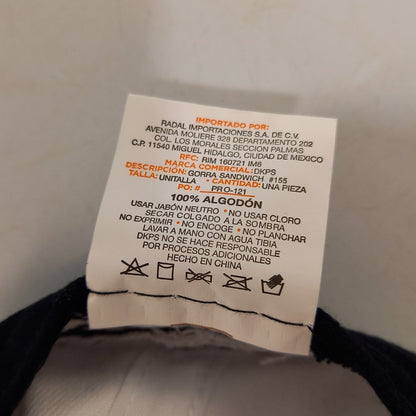 IMPORTADO POR:
RADAL IMPORTACIONES S.A. DE C.V.
AVENIDA MOLIERE 328 DEPARTAMENTO 202
COL. LOS MORALES SECCION PALMAS
C.P. 11540 MIGUEL HIDALGO, CIUDAD DE MEXICO
RFC: RIM 160721 IM6
MARCA COMERCIAL: DKPS
DESCRIPCIÓN: GORRA SANDWICH #155
TALLA: UNITALLA • CANTIDAD: UNA PIEZA
PO: # PRO-121
100% ALGODÓN
USAR JABÓN NEUTRO • NO USAR CLORO
SECAR COLGADO A LA SOMBRA
NO EXPRIMIR • NO ENCOGE • NO PLANCHAR
LAVAR A MANO CON AGUA TIBIA
DKPS NO SE HACE RESPONSABLE
POR PROCESOS ADICIONALES
HECHO EN CHINA